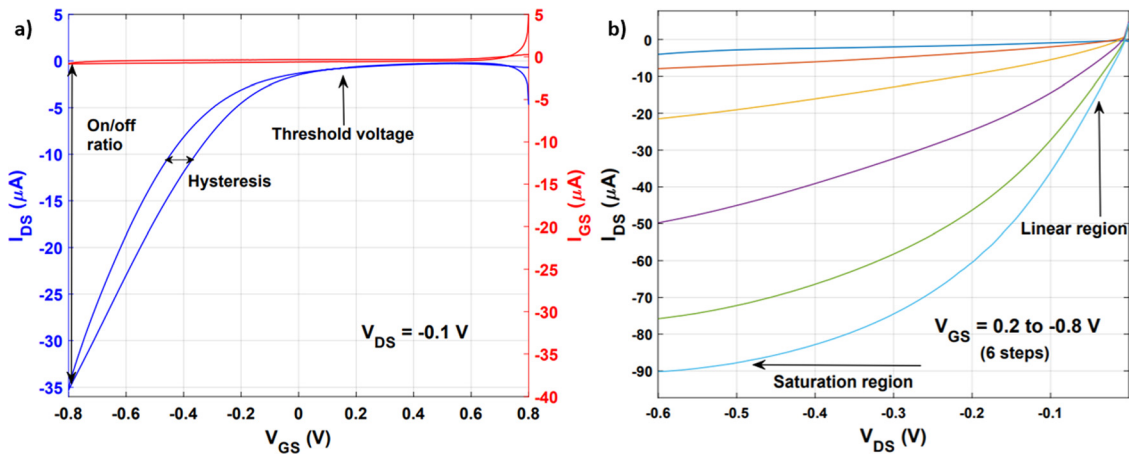 a)
5
0
-5
-10
-15
-20
-25
-30
-35
I_DS (μA)
On/off
ratio
Hysteresis
Threshold voltage
V_DS = -0.1 V
-0.8 -0.6 -0.4 -0.2 0 0.2 0.4 0.6 0.8
V_GS (V)
5
0
-5
-10
-15
-20
-25
-30
-35
-40
I_GS (μA)
b)
0
-10
-20
-30
-40
-50
-60
-70
-80
-90
I_DS (μA)
Linear region
V_GS = 0.2 to -0.8 V
(6 steps)
Saturation region
-0.6 -0.5 -0.4 -0.3 -0.2 -0.1
V_DS (V)